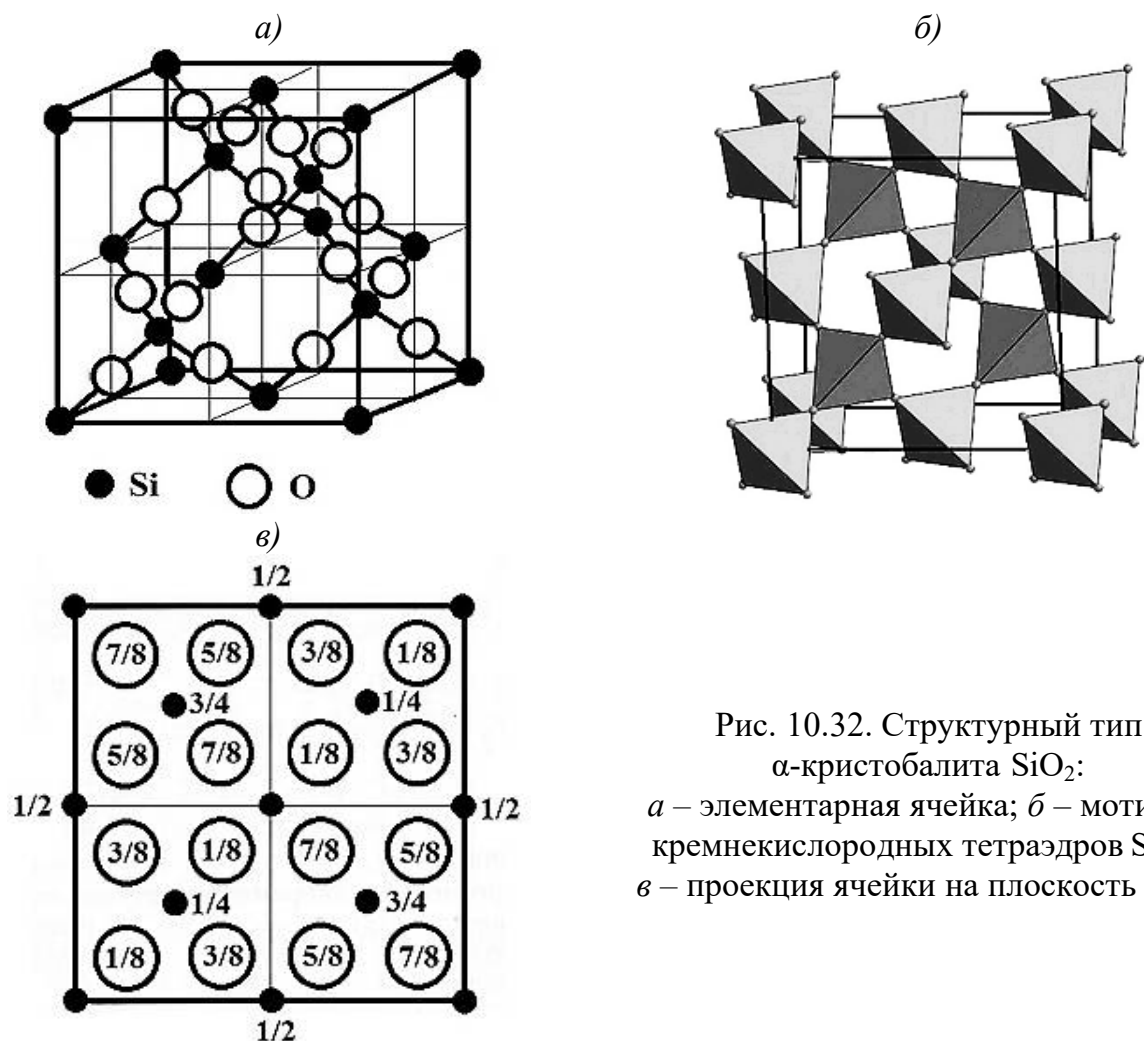 а)
б)
Si
O
в)
1/2
7/8 5/8 3/8 1/8
3/4 1/4
5/8 7/8 1/8 3/8
1/2 1/2
3/8 1/8 7/8 5/8
1/4 3/4
1/8 3/8 5/8 7/8
1/2
Рис. 10.32. Структурный тип
α-кристобалита SiO₂:
а – элементарная ячейка; б –
кремнекислородных тетраэдров
в – проекция ячейки на плоскость